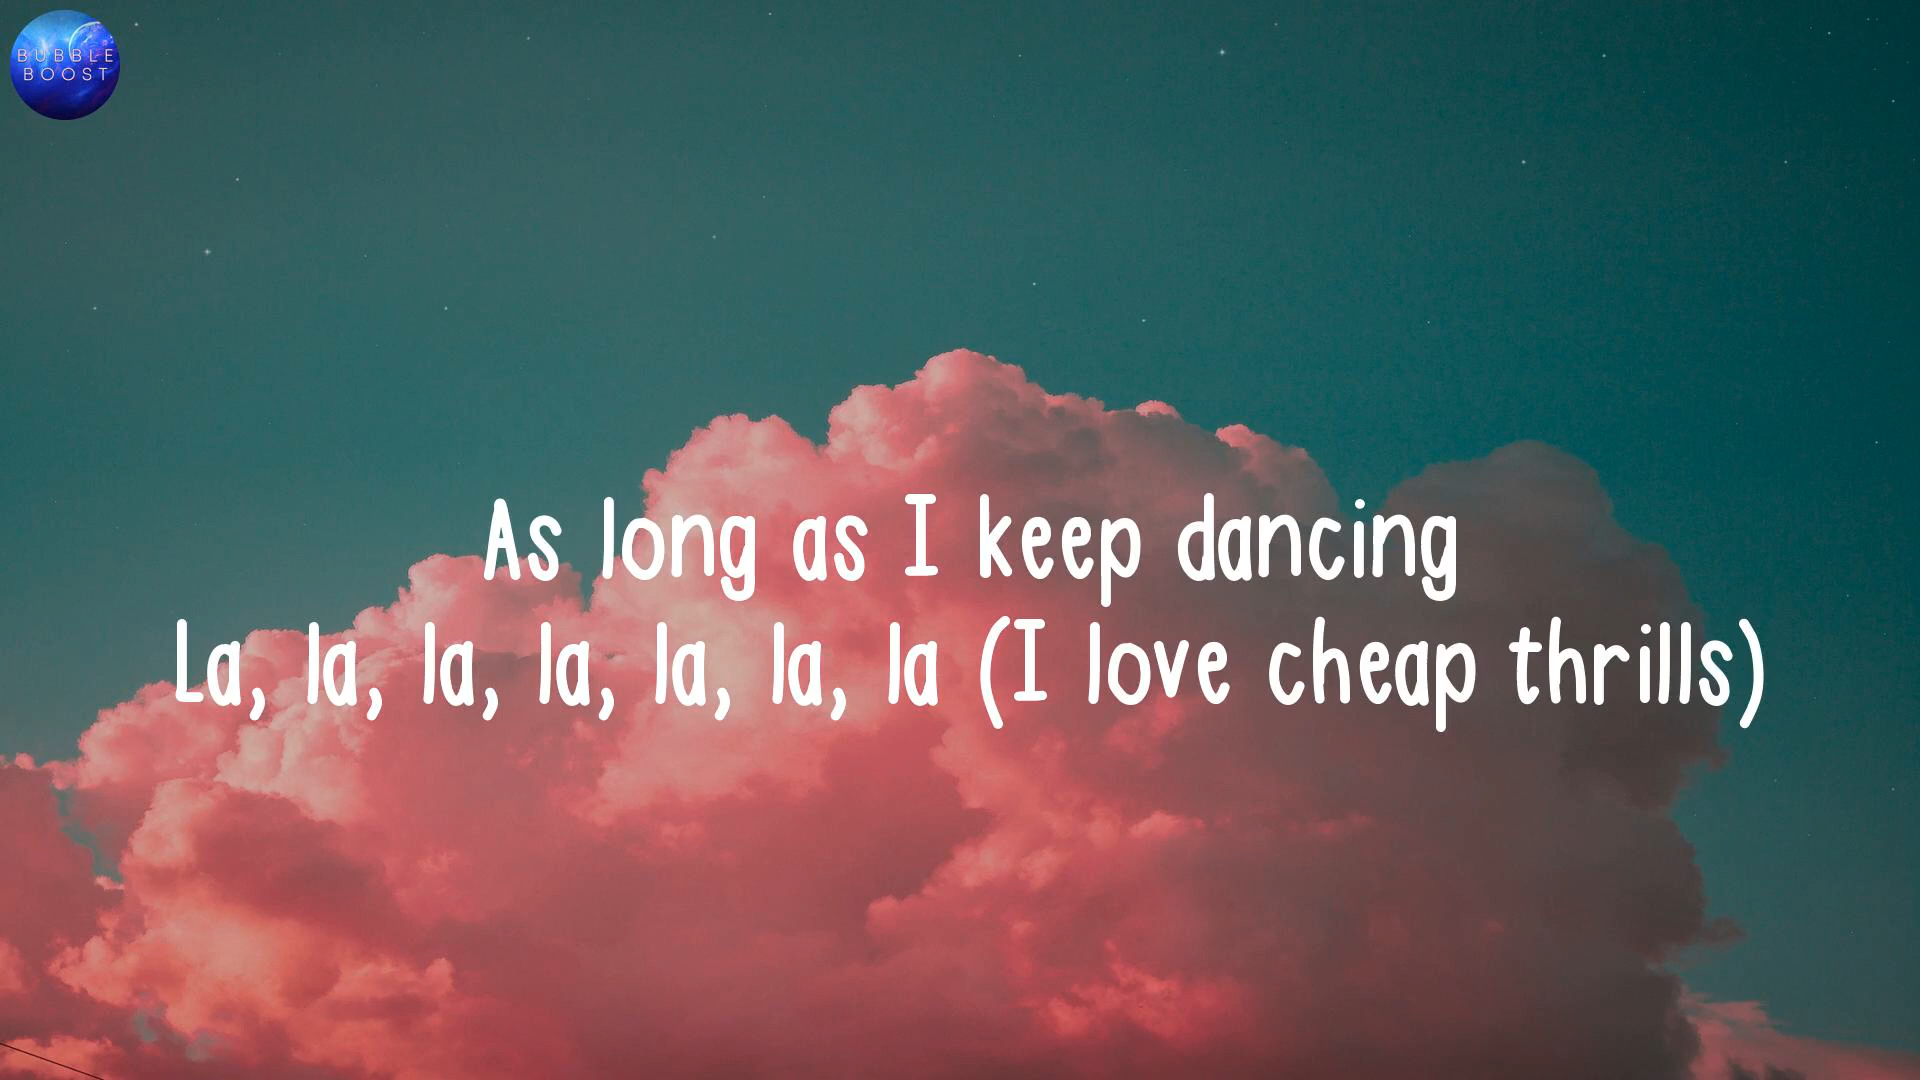 BUBBLE
BOOST
As long as I keep dancing
La, la, la, la, la, la, la (I love cheap thrills)